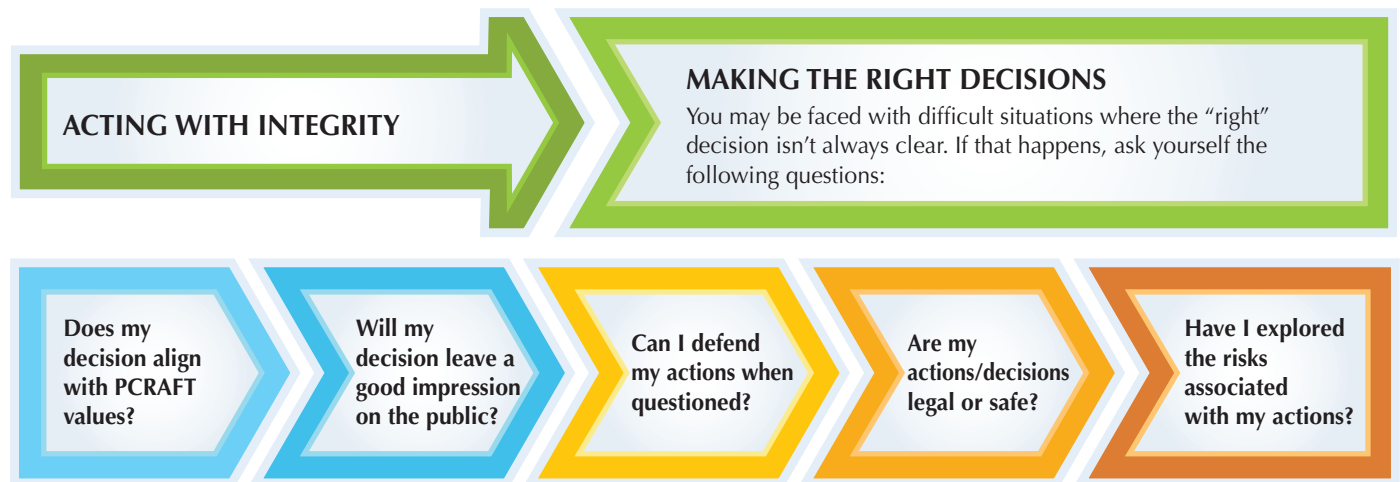 ACTING WITH INTEGRITY
MAKING THE RIGHT DECISIONS
You may be faced with difficult situations where the “right”
decision isn’t always clear. If that happens, ask yourself the
following questions:
Does my
decision align
with PCRAFT
values?
Will my
decision leave a
good impression
on the public?
Can I defend
my actions when
questioned?
Are my
actions/decisions
legal or safe?
Have I explored
the risks
associated
with my actions?